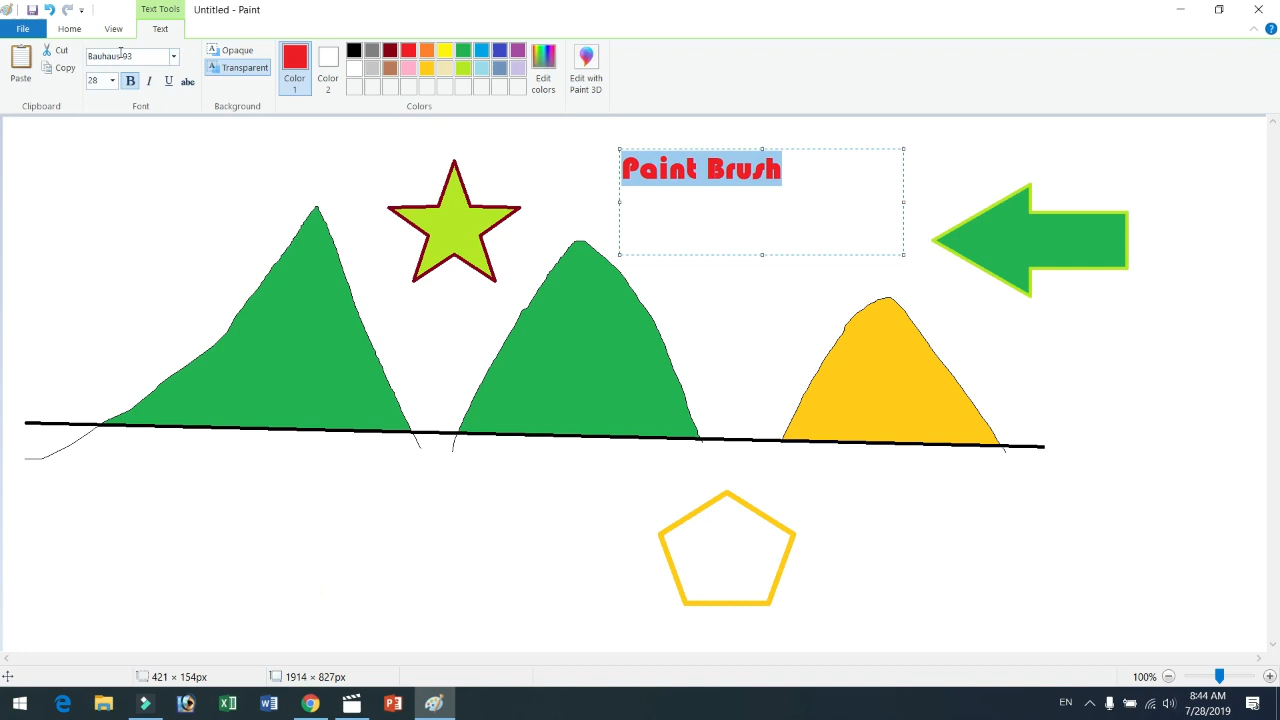 Text Tools
Untitled - Paint
File
Home
View
Text
Paste
Cut
Copy
Clipboard
Bauhaus 93
28
B
I
U
abc
Font
A Opaque
A Transparent
Background
Color 1
Color 2
Edit colors
Colors
Edit with Paint 3D
Paint Brush
421 × 154px
1914 × 827px
100%
EN
8:44 AM
7/28/2019